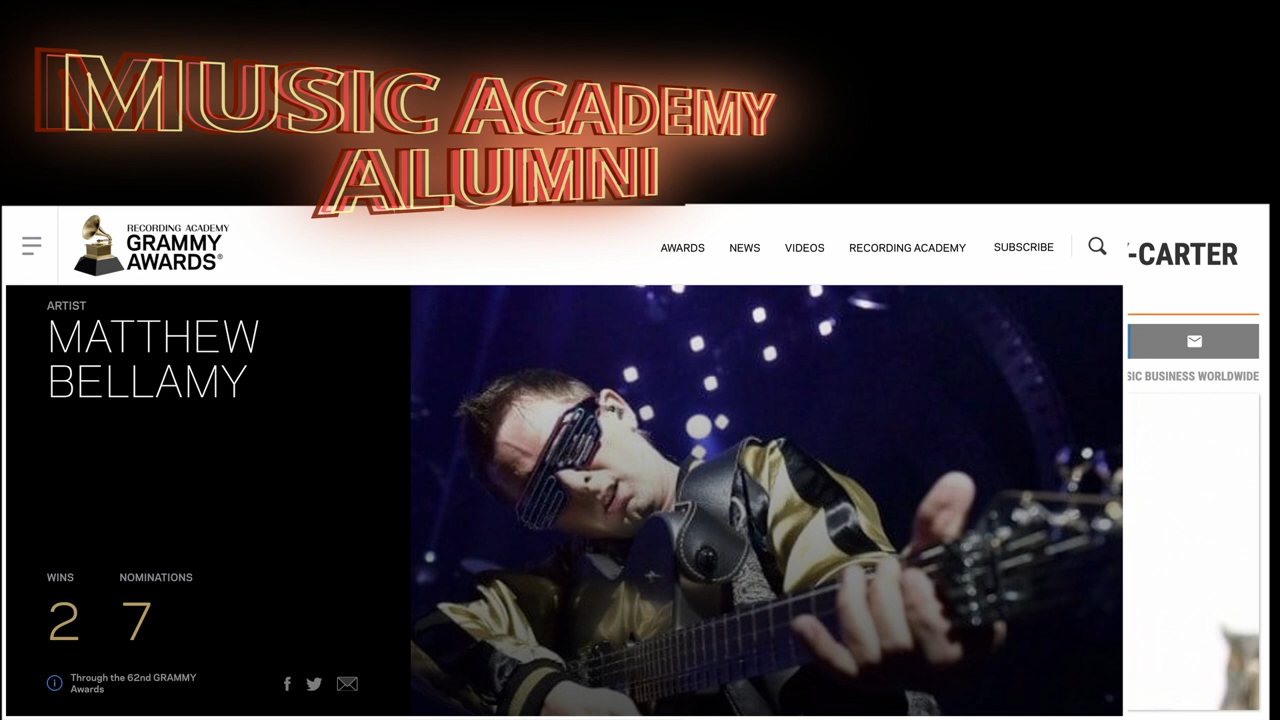 MUSIC ACADEMY
ALUMNI
RECORDING ACADEMY
GRAMMY
AWARDS®
AWARDS NEWS VIDEOS RECORDING ACADEMY SUBSCRIBE
-CARTER
ARTIST
MATTHEW
BELLAMY
SIC BUSINESS WORLDWIDE
WINS NOMINATIONS
2 7
Through the 62nd GRAMMY
Awards